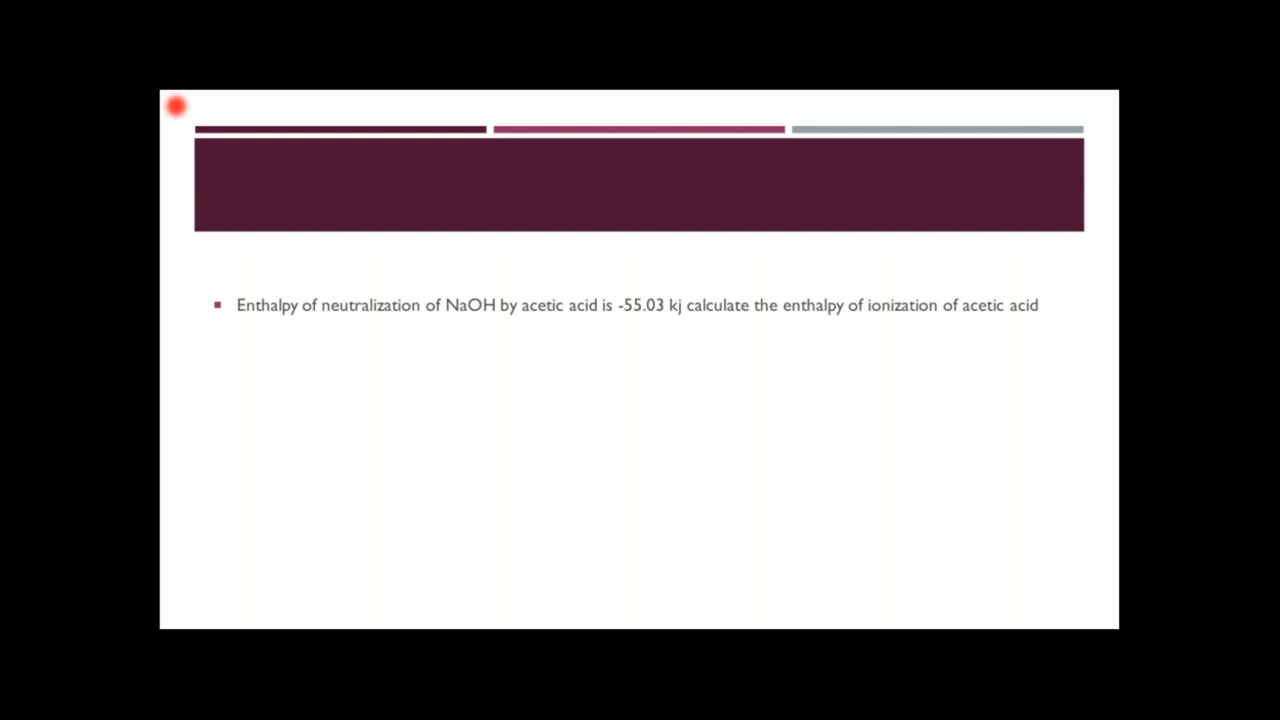 Enthalpy of neutralization of NaOH by acetic acid is -55.03 kj calculate the enthalpy of ionization of acetic acid